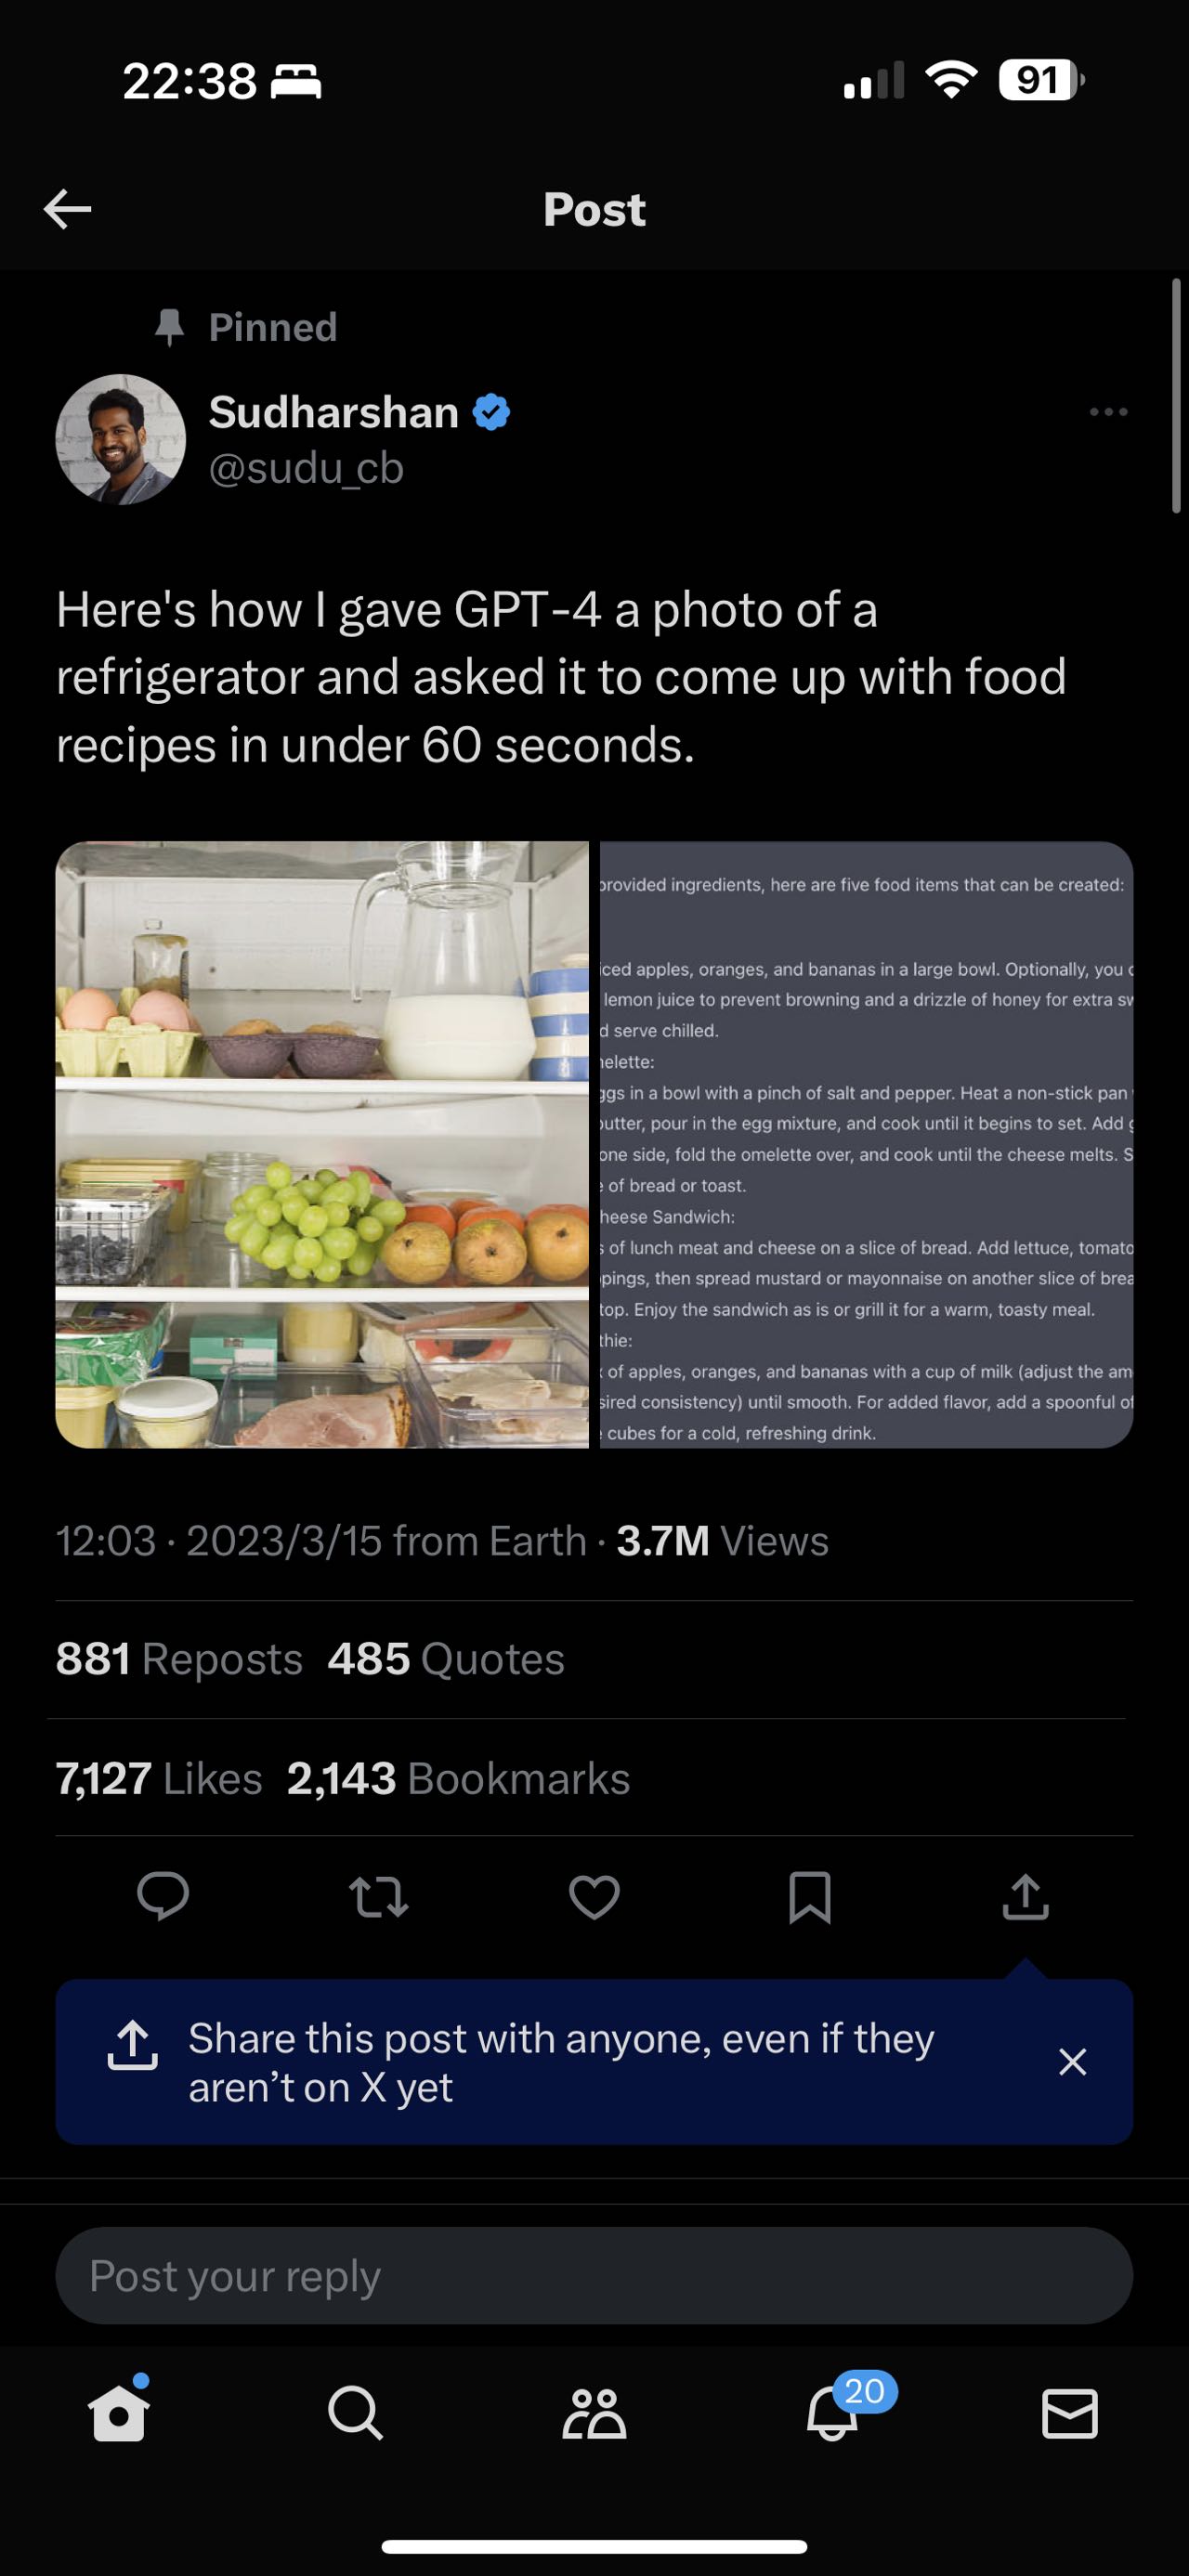 22:38
91
Post
Pinned
Sudharshan
@sudu_cb
Here's how I gave GPT-4 a photo of a
refrigerator and asked it to come up with food
recipes in under 60 seconds.
provided ingredients, here are five food items that can be created:
iced apples, oranges, and bananas in a large bowl. Optionally, you
lemon juice to prevent browning and a drizzle of honey for extra sw
d serve chilled.
nelette:
ggs in a bowl with a pinch of salt and pepper. Heat a non-stick pan
butter, pour in the egg mixture, and cook until it begins to set. Add g
one side, fold the omelette over, and cook until the cheese melts. S
e of bread or toast.
heese Sandwich:
s of lunch meat and cheese on a slice of bread. Add lettuce, tomato
pings, then spread mustard or mayonnaise on another slice of brea
top. Enjoy the sandwich as is or grill it for a warm, toasty meal.
thie:
of apples, oranges, and bananas with a cup of milk (adjust the am
sired consistency) until smooth. For added flavor, add a spoonful of
e cubes for a cold, refreshing drink.
12:03 · 2023/3/15 from Earth · 3.7M Views
881 Reposts 485 Quotes
7,127 Likes 2,143 Bookmarks
Share this post with anyone, even if they
aren’t on X yet
Post your reply
20